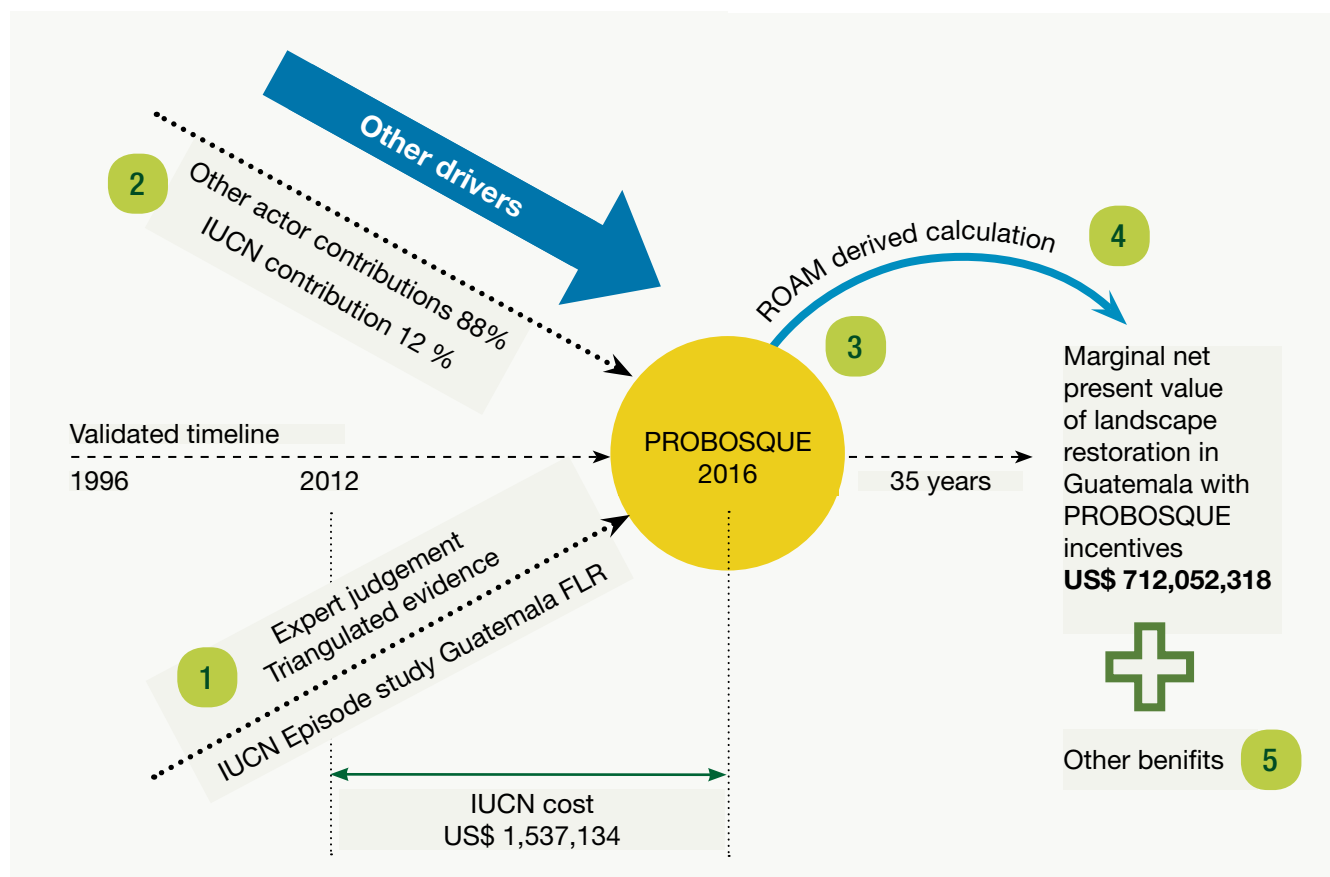 Other drivers
2
Other actor contributions 88%
IUCN contribution 12 %
ROAM derived calculation
4
3
Validated timeline
1996
2012
PROBOSQUE
2016
35 years
Marginal net
present value
of landscape
restoration in
Guatemala with
PROBOSQUE
incentives
US$ 712,052,318
Expert judgement
Triangulated evidence
1
IUCN Episode study Guatemala FLR
Other benifits
5
IUCN cost
US$ 1,537,134